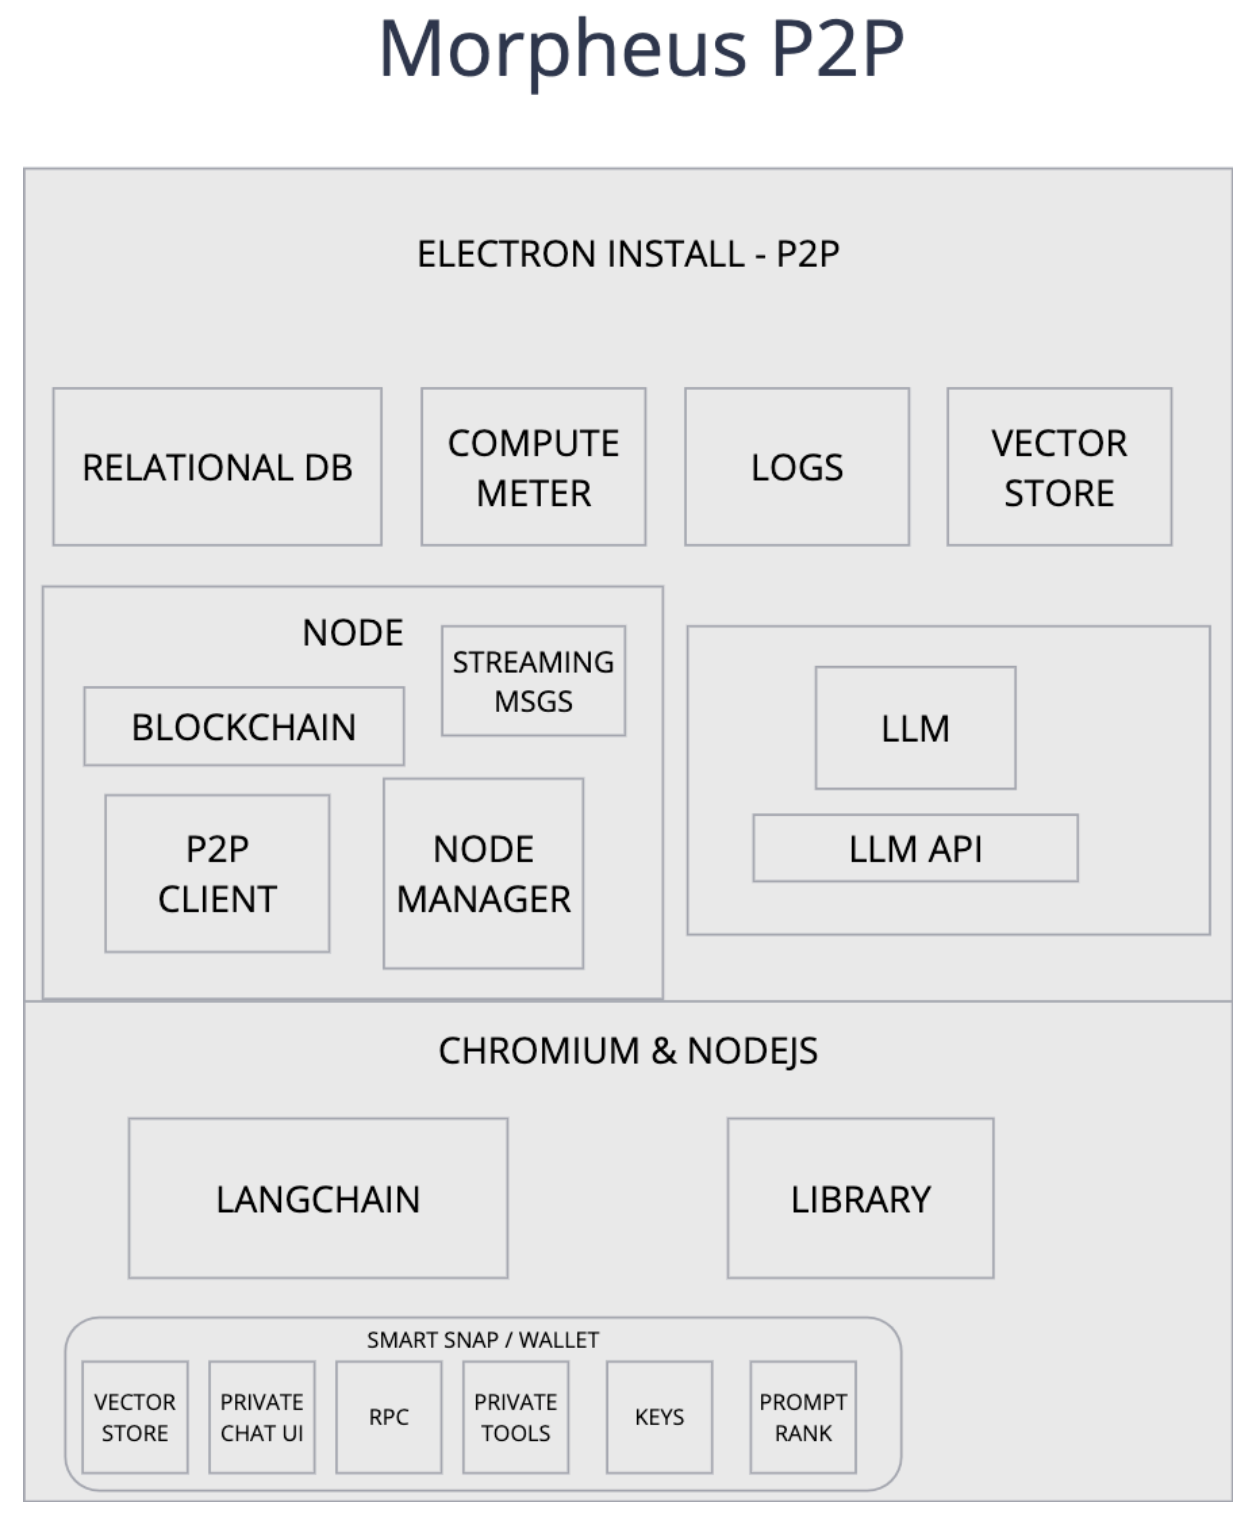 Morpheus P2P
ELECTRON INSTALL - P2P
RELATIONAL DB
COMPUTE
METER
LOGS
VECTOR
STORE
NODE
STREAMING
MSGS
BLOCKCHAIN
P2P
CLIENT
NODE
MANAGER
LLM
LLM API
CHROMIUM & NODEJS
LANGCHAIN
LIBRARY
SMART SNAP / WALLET
VECTOR
STORE
PRIVATE
CHAT UI
RPC
PRIVATE
TOOLS
KEYS
PROMPT
RANK